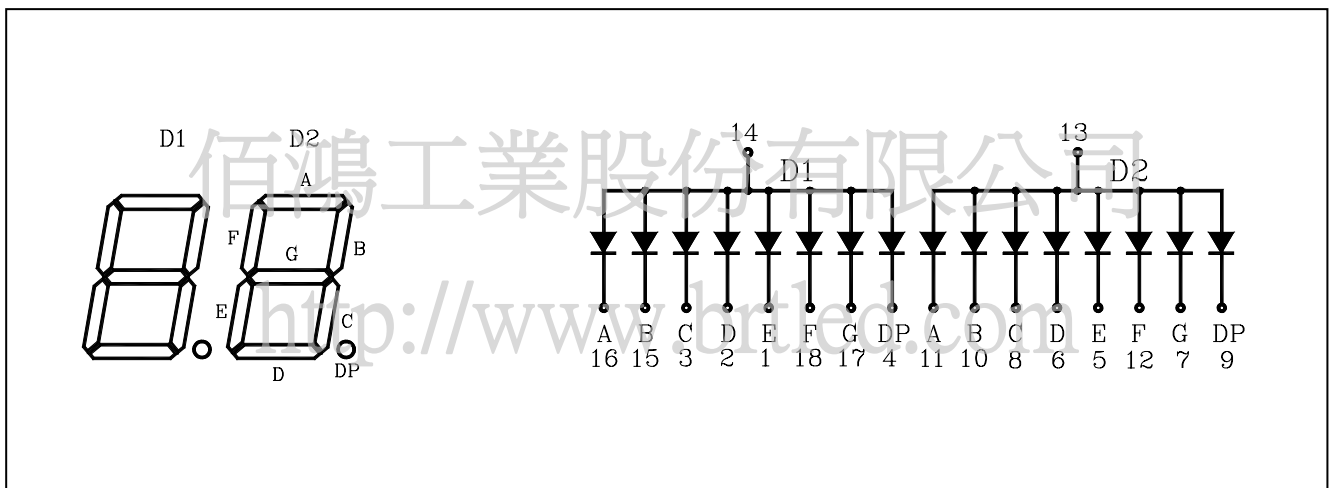 佰鴻工業股份有限公司
http://www.brtled.com
D1 D2
A
F B
G
E C
D DP
14 13
D1 D2
A B C D E F G DP A B C D E F G DP
16 15 3 2 1 18 17 4 11 10 8 6 5 12 7 9